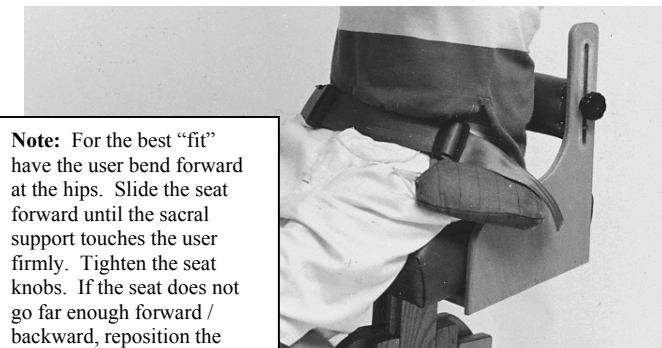 Note:  For the best “fit”
have the user bend forward
at the hips.  Slide the seat
forward until the sacral
support touches the user
firmly.  Tighten the seat
knobs.  If the seat does not
go far enough forward /
backward, reposition the